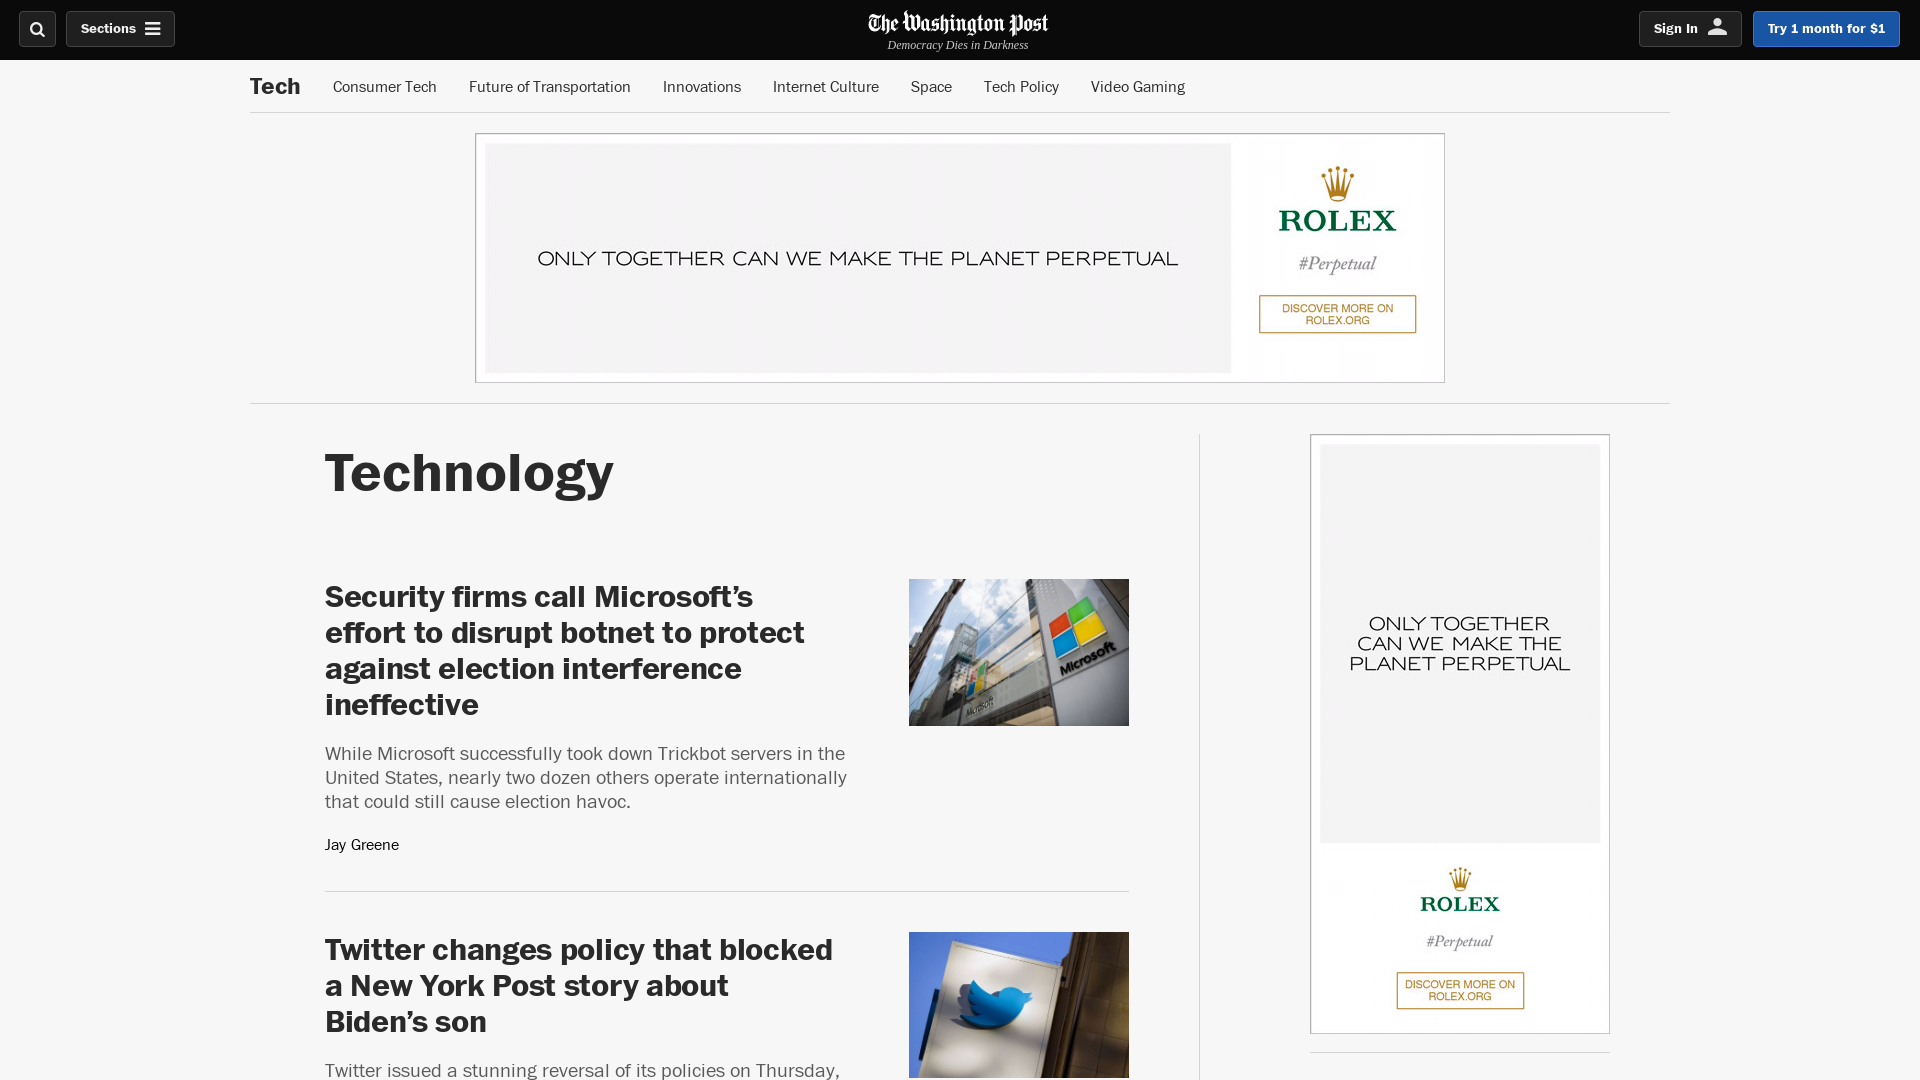 Sections
The Washington Post
Democracy Dies in Darkness
Sign In
Try 1 month for $1
Tech
Consumer Tech
Future of Transportation
Innovations
Internet Culture
Space
Tech Policy
Video Gaming
ONLY TOGETHER CAN WE MAKE THE PLANET PERPETUAL
ROLEX
#Perpetual
DISCOVER MORE ON
ROLEX.ORG
Technology
Security firms call Microsoft’s
effort to disrupt botnet to protect
against election interference
ineffective
While Microsoft successfully took down Trickbot servers in the
United States, nearly two dozen others operate internationally
that could still cause election havoc.
Jay Greene
Microsoft
Microsoft
Twitter changes policy that blocked
a New York Post story about
Biden’s son
Twitter issued a stunning reversal of its policies on Thursday,
ONLY TOGETHER
CAN WE MAKE THE
PLANET PERPETUAL
ROLEX
#Perpetual
DISCOVER MORE ON
ROLEX.ORG